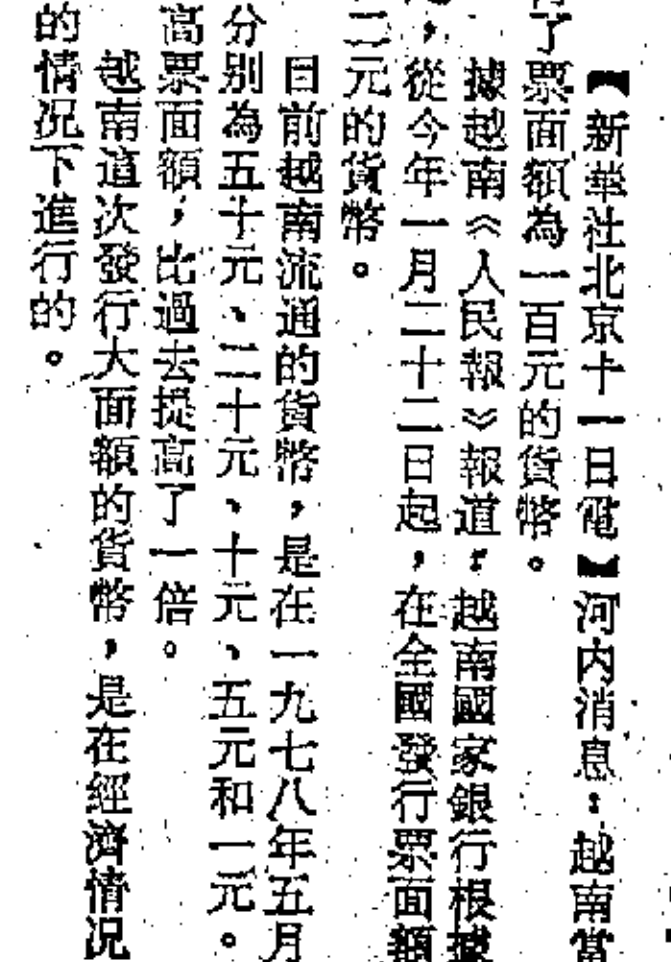 【新華社北京十一日電】河内消息：越南當
了票面額為一百元的貨幣。
據越南《人民報》報道：越南國家銀行根據
，從今年一月二十二日起，在全國發行票面額
二元的貨幣。
日前越南流通的貨幣，是在一九七八年五月
分别為五十元、二十元、十元、五元和一元。
高票面額，比過去提高了一倍。
越南這次發行大面額的貨幣，是在經濟情况
的情况下進行的。